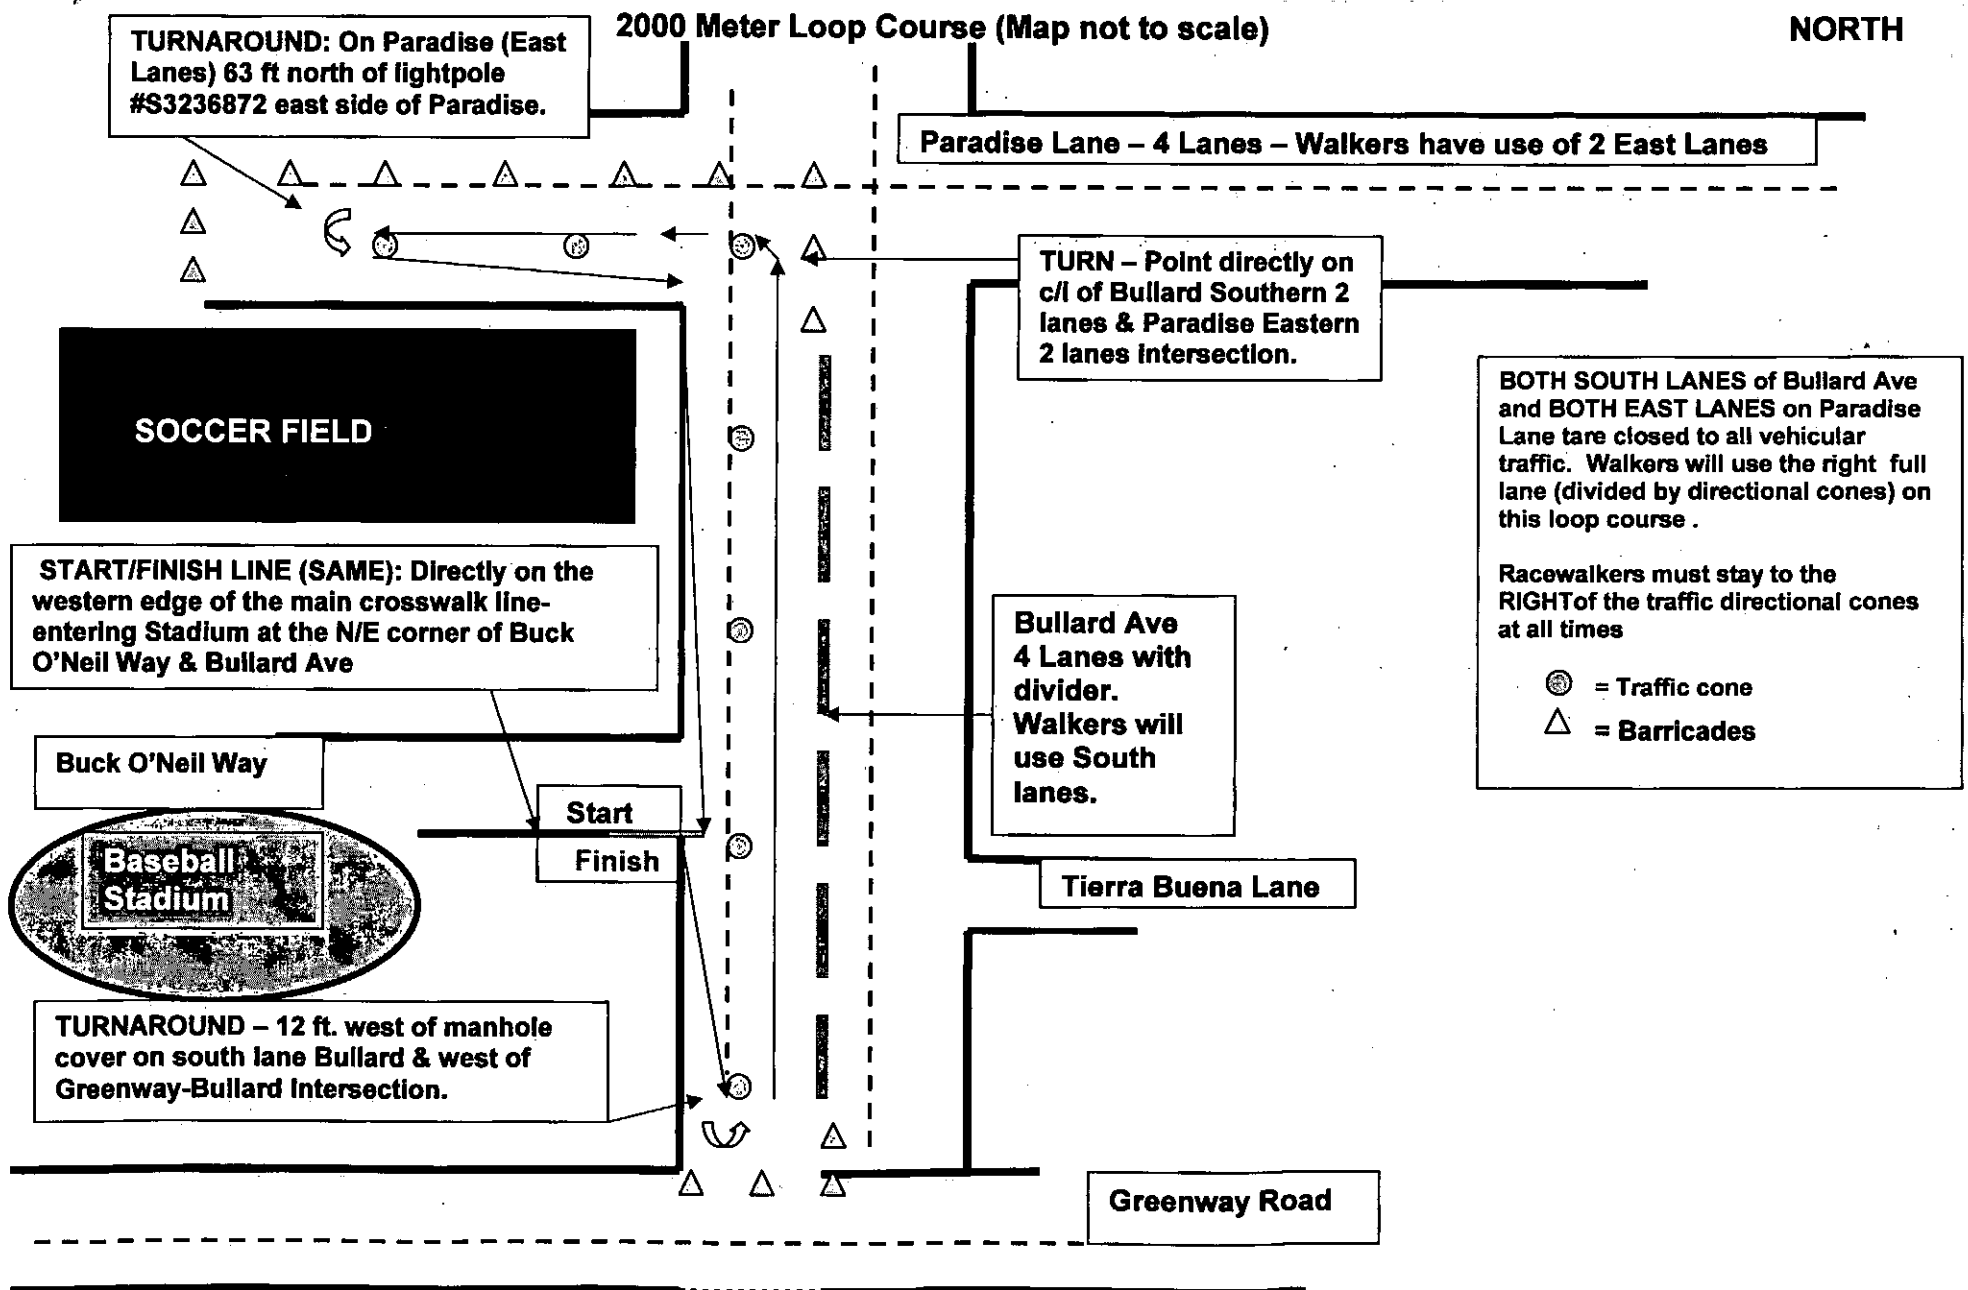 2000 Meter Loop Course (Map not to scale)
NORTH
TURNAROUND: On Paradise (East
Lanes) 63 ft north of lightpole
#S3236872 east side of Paradise.
Paradise Lane – 4 Lanes – Walkers have use of 2 East Lanes
TURN – Point directly on
c/l of Bullard Southern 2
lanes & Paradise Eastern
2 lanes intersection.
BOTH SOUTH LANES of Bullard Ave
and BOTH EAST LANES on Paradise
Lane tare closed to all vehicular
traffic. Walkers will use the right full
lane (divided by directional cones) on
this loop course .
Racewalkers must stay to the
RIGHTof the traffic directional cones
at all times
= Traffic cone
= Barricades
SOCCER FIELD
START/FINISH LINE (SAME): Directly on the
western edge of the main crosswalk line-
entering Stadium at the N/E corner of Buck
O'Neil Way & Bullard Ave
Bullard Ave
4 Lanes with
divider.
Walkers will
use South
lanes.
Buck O'Neil Way
Start
Finish
Baseball
Stadium
Tierra Buena Lane
TURNAROUND – 12 ft. west of manhole
cover on south lane Bullard & west of
Greenway-Bullard Intersection.
Greenway Road